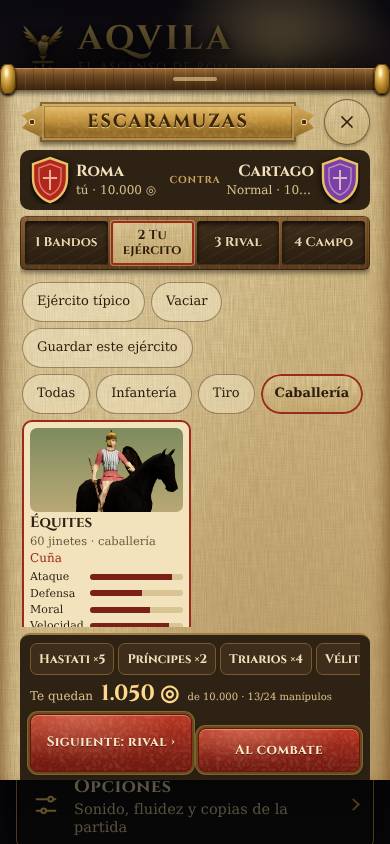 AQVILA
EL ASCENSO DE
ESCARAMUZAS
×
ROMA
tú · 10.000 ◎
CONTRA
CARTAGO
Normal · 10…
1 BANDOS
2 TU EJÉRCITO
3 RIVAL
4 CAMPO
Ejército típico
Vaciar
Guardar este ejército
Todas
Infantería
Tiro
Caballería
ÉQUITES
60 jinetes · caballería
Cuña
Ataque
Defensa
Moral
Velocidad
HASTATI ×5
PRÍNCIPES ×2
TRIARIOS ×4
VÉLIT
Te quedan 1.050 ◎ de 10.000 · 13/24 manípulos
SIGUIENTE: RIVAL ›
AL COMBATE
OPCIONES
Sonido, fluidez y copias de la
partida